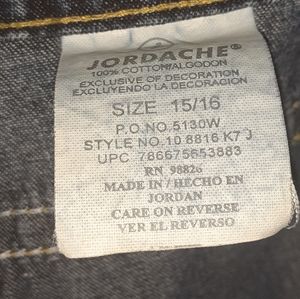 JORDACHE®
100% COTTON/ALGODON
EXCLUSIVE OF DECORATION
EXCLUYENDO LA DECORACION
SIZE 15/16
P.O.NO.5130W
STYLE NO.10 8816 K7 J
UPC 786675653883
RN 98826
MADE IN / HECHO EN
JORDAN
CARE ON REVERSE
VER EL REVERSO